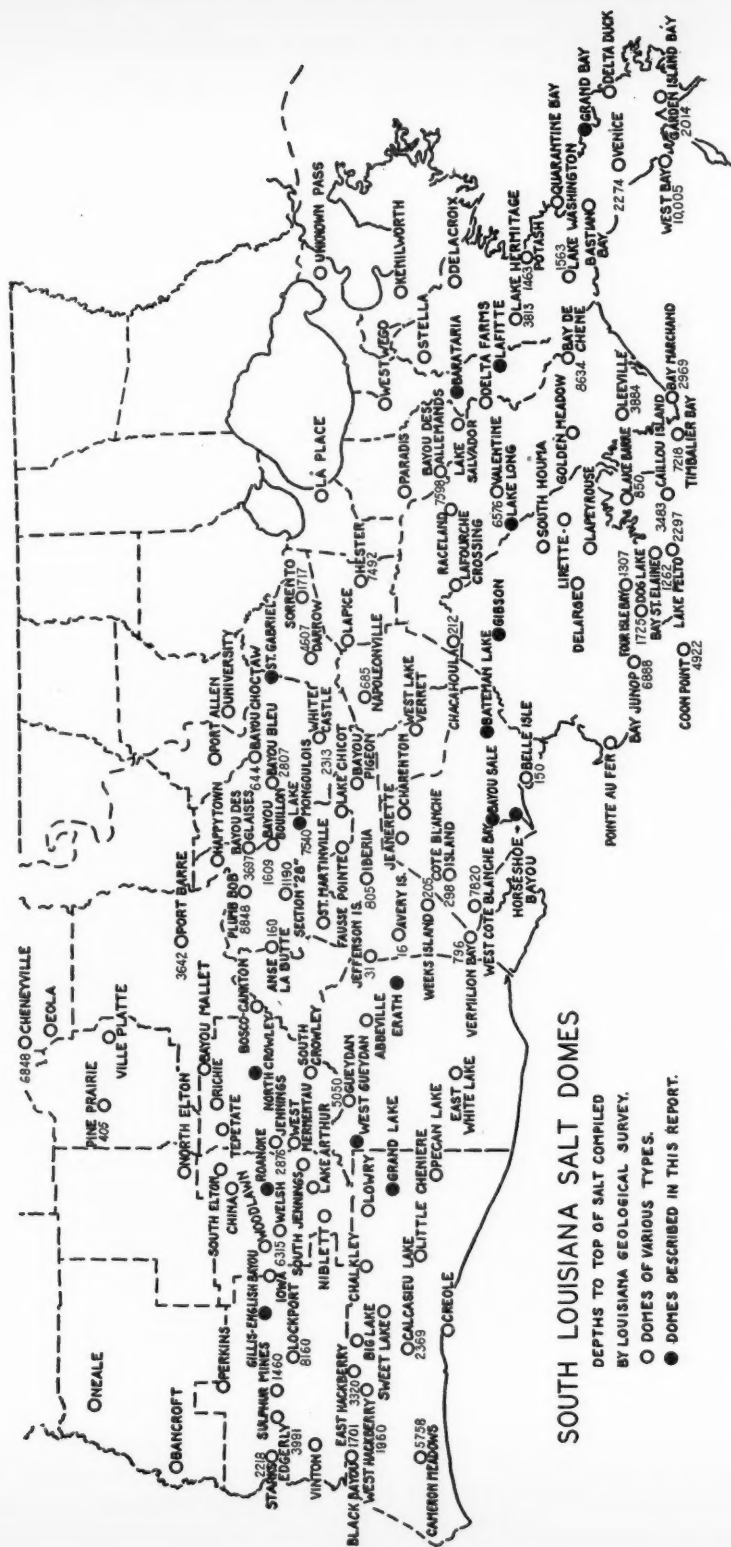 NEALE
BANCROFT
PERKINS
6848 CHENEYVILLE
EOLA
PINE PRAIRIE
405
VILLE PLATTE
3642 PORT BARRE
BAYOU MALLET
NORTH ELTON
RICHIE
TEPETATE
SOUTH ELTON
CHINA
WOODLAWN
ROANOKE
GILLIS-ENGLISH BAYOU
IOWA
6315 WELSH
SOUTH JENNINGS
NIBLETT
LAKE ARTHUR
2876 JENNINGS
WEST MERMENTAU
NORTH CROWLEY
BOSCO-CANKTON
SOUTH CROWLEY
5050
GUEYDAN
WEST GUEYDAN
ABBEVILLE
ERATH
STARKS
2218
SULPHUR MINES
1460
EDGERLY
3991
LOCKPORT
8160
VINTON
BLACK BAYOU 1701
EAST HACKBERRY
3320
WEST HACKBERRY
1960
BIG LAKE
SWEET LAKE
CHALKLEY
LOWRY
GRAND LAKE
CALCASIEU LAKE
2369
LITTLE CHENIERE
PECAN LAKE
EAST
WHITE LAKE
CAMERON MEADOWS
5758
CREOLE
HAPPYTOWN
PORT ALLEN
UNIVERSITY
PLUMB BOB
8848
BAYOU DES
GLAISES
3697
BAYOU CHOCTAW
644
BAYOU BLEU
2807
BAYOU
BOUILLON
1609
LAKE
MONGOULOIS
7540
ST. GABRIEL
ANSE
LA BUTTE
160
1190
SECTION "28"
ST. MARTINVILLE
FAUSSE POINTE
WHITE
CASTLE
2313
LAKE CHICOT
BAYOU
PIGEON
SORRENTO
1717
DARROW
4607
LAPICE
HESTER
7492
685
NAPOLEONVILLE
JEFFERSON IS.
31
805 IBERIA
JEANERETTE
CHARENTON
WEST LAKE
VERRET
16 AVERY IS.
WEEKS ISLAND 205
COTE BLANCHE
298 ISLAND
VERMILION BAY
796
7820
WEST COTE BLANCHE BAY
BAYOU SALE
HORSESHOE
BAYOU
BATEMAN LAKE
BELLE ISLE
150
CHACAHOULA 212
GIBSON
LA PLACE
UNKNOWN PASS
WESTWEGO
KENILWORTH
STELLA
PARADIS
BAYOU DES
ALLEMANDS
7598
LAKE
SALVADOR
BARATARIA
DELTA FARMS
LAFITTE
DELACROIX
LAKE HERMITAGE
3813
1463
POTASH
RACELAND
LAFOURCHE
CROSSING
6576 VALENTINE
LAKE LONG
SOUTH HOUMA
GOLDEN MEADOW
LIRETTE
LAPEYROUSE
DELARGE
BAY DE
CHENE
8634
1563
LAKE WASHINGTON
BASTIAN
BAY
QUARANTINE BAY
GRAND BAY
DELTA DUCK
2274 VENICE
WEST BAY
10,005
GARDEN ISLAND BAY
2014
FOUR ISLE BAY 1307
1725 DOG LAKE
BAY ST. ELAINE
1262
LAKE PELTO
2297
LAKE BARRE
850
LEEVILLE
3884
CAILLOU ISLAND
3483
7218
TIMBALIER BAY
BAY MARCHAND
2969
BAY JUNOP
6888
COON POINT
4922
POINTE AU FER
SOUTH LOUISIANA SALT DOMES
DEPTHS TO TOP OF SALT COMPILED
BY LOUISIANA GEOLOGICAL SURVEY.
O DOMES OF VARIOUS TYPES.
● DOMES DESCRIBED IN THIS REPORT.